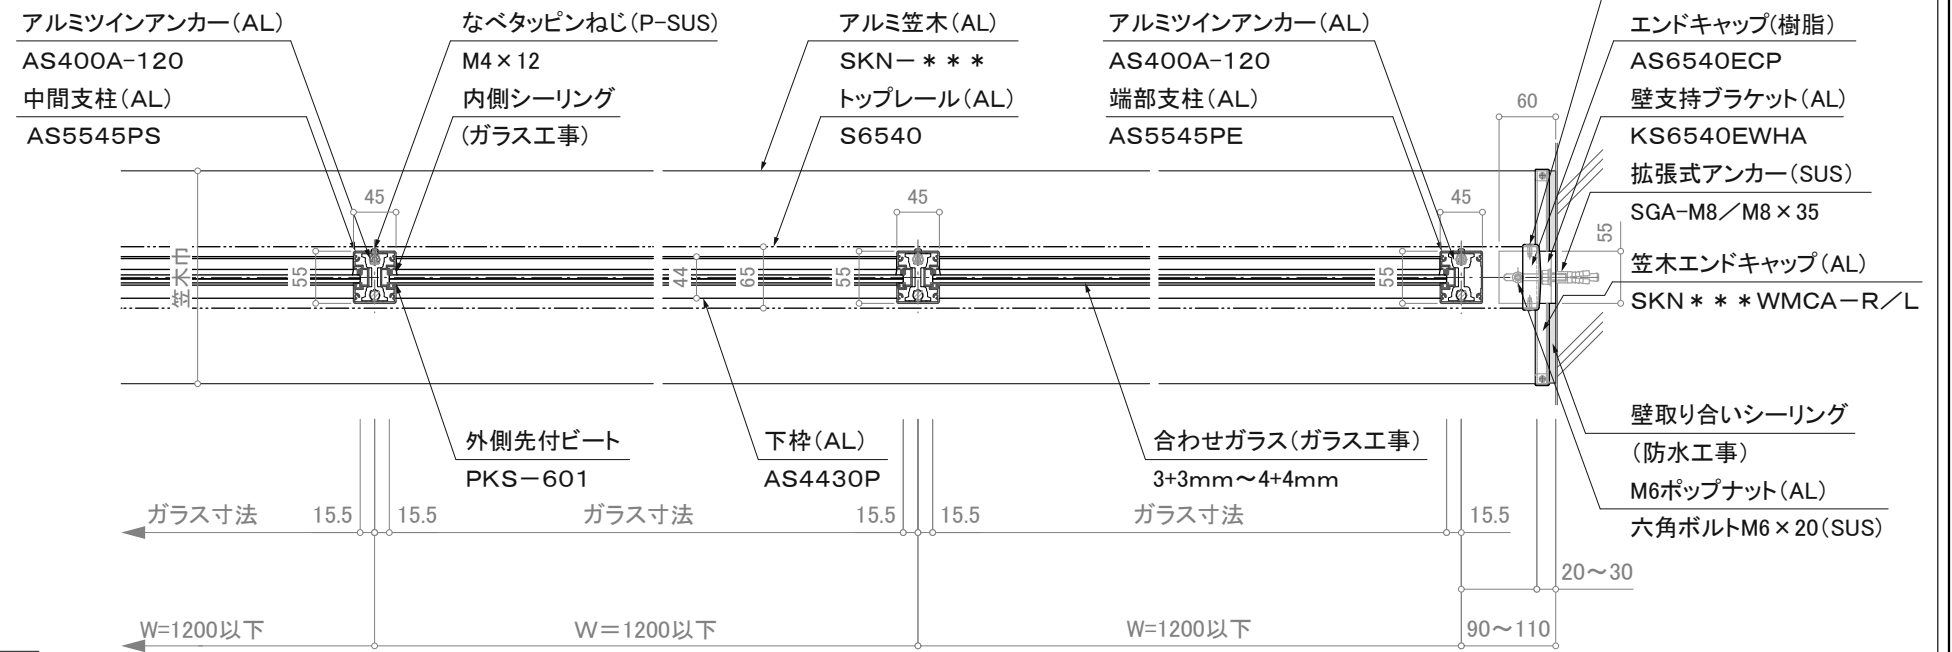 アルミツインアンカー(AL)
AS400A-120
中間支柱(AL)
AS5545PS
なベタッピンねじ(P-SUS)
M4×12
内側シーリング
(ガラス工事)
アルミ笠木(AL)
SKN－＊＊＊
トップレール(AL)
S6540
アルミツインアンカー(AL)
AS400A-120
端部支柱(AL)
AS5545PE
エンドキャップ(樹脂)
AS6540ECP
壁支持ブラケット(AL)
KS6540EWHA
拡張式アンカー(SUS)
SGA-M8／M8×35
笠木エンドキャップ(AL)
SKN＊＊＊WMCA－R／L
60
45
45
45
55
笠木巾
55
44
65
55
55
外側先付ビート
PKS－601
下枠(AL)
AS4430P
合わせガラス(ガラス工事)
3+3mm～4+4mm
壁取り合いシーリング
(防水工事)
M6ポップナット(AL)
六角ボルトM6×20(SUS)
ガラス寸法
15.5
15.5
ガラス寸法
15.5
15.5
ガラス寸法
15.5
20～30
W=1200以下
W＝1200以下
W=1200以下
90～110